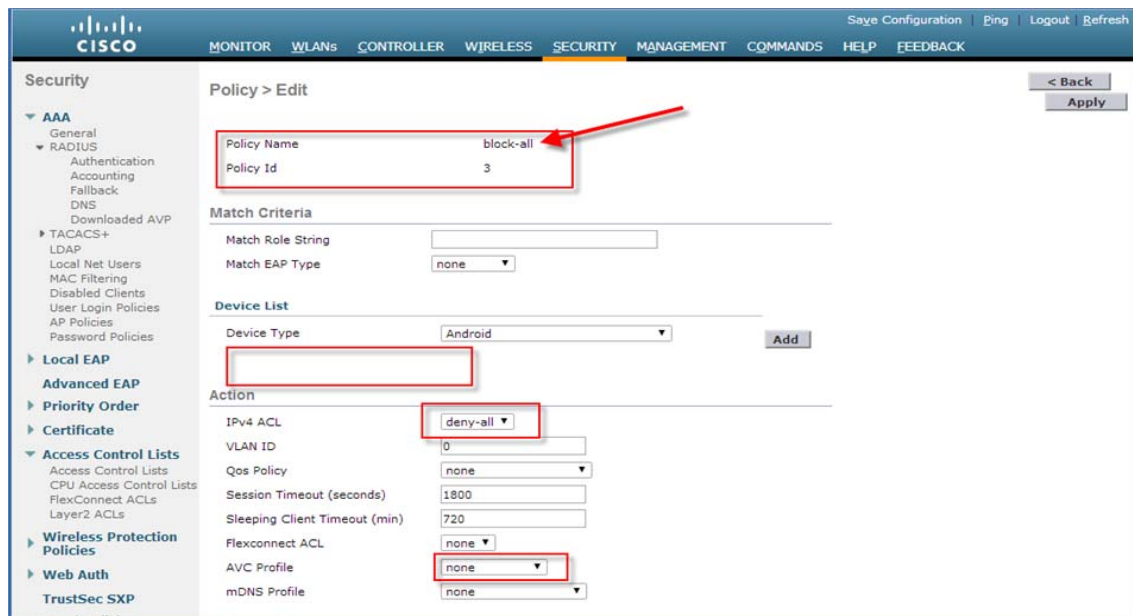 Save Configuration | Ping | Logout | Refresh
CISCO
MONITOR WLANs CONTROLLER WIRELESS SECURITY MANAGEMENT COMMANDS HELP FEEDBACK
Security
AAA
General
RADIUS
Authentication
Accounting
Fallback
DNS
Downloaded AVP
TACACS+
LDAP
Local Net Users
MAC Filtering
Disabled Clients
User Login Policies
AP Policies
Password Policies
Local EAP
Advanced EAP
Priority Order
Certificate
Access Control Lists
Access Control Lists
CPU Access Control Lists
FlexConnect ACLs
Layer2 ACLs
Wireless Protection
Policies
Web Auth
TrustSec SXP
Policy > Edit
< Back
Apply
Policy Name block-all
Policy Id 3
Match Criteria
Match Role String
Match EAP Type none
Device List
Device Type Android Add
Action
IPv4 ACL deny-all
VLAN ID 0
Qos Policy none
Session Timeout (seconds) 1800
Sleeping Client Timeout (min) 720
Flexconnect ACL none
AVC Profile none
mDNS Profile none